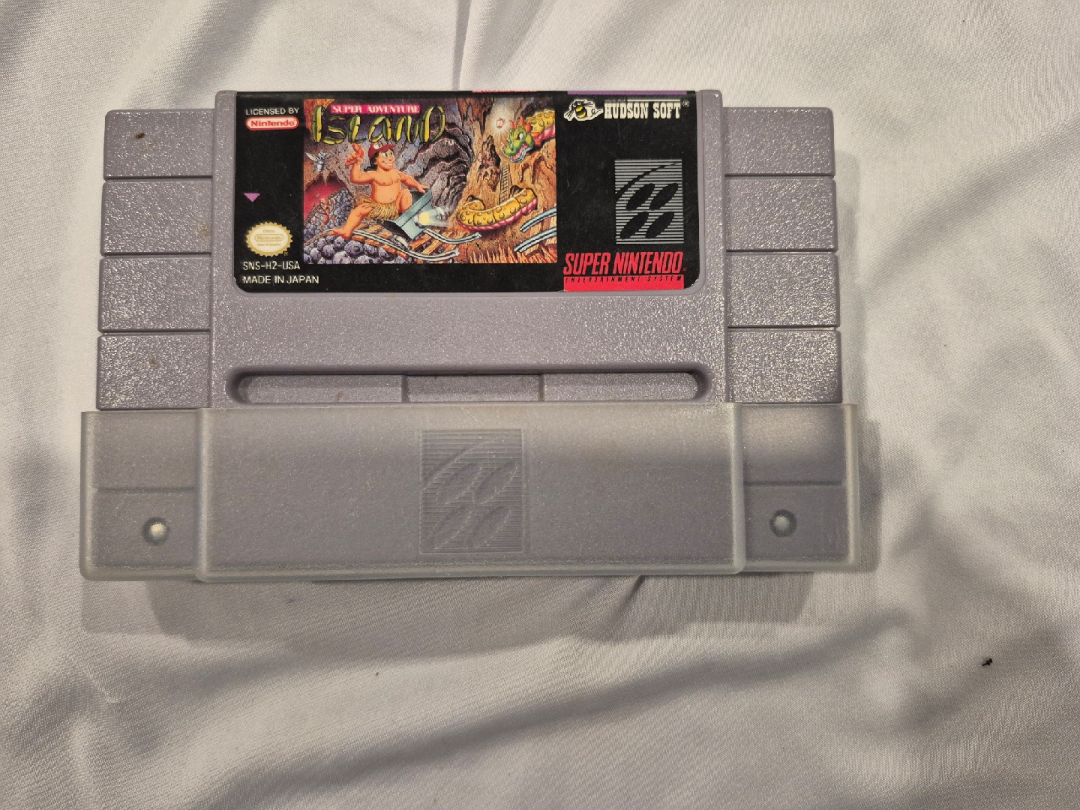 LICENSED BY
Nintendo
SUPER ADVENTURE
ISLAND
HUDSON SOFT®
SNS-H2-USA
MADE IN JAPAN
SUPER NINTENDO
ENTERTAINMENT SYSTEM